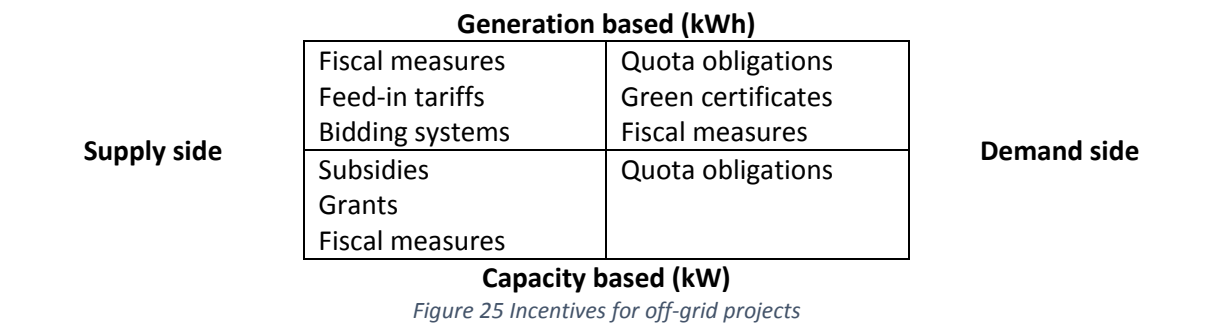 Generation based (kWh)
Fiscal measures Quota obligations
Feed-in tariffs Green certificates
Bidding systems Fiscal measures
Supply side Demand side
Subsidies Quota obligations
Grants
Fiscal measures
Capacity based (kW)
Figure 25 Incentives for off-grid projects